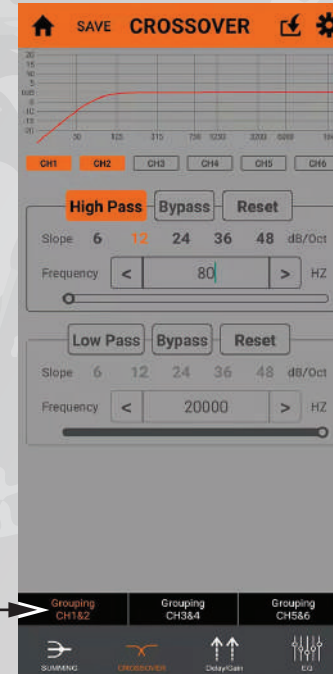 SAVE CROSSOVER
20
15
10
5
0dB
-5
-10
-15
-20
50 125 315 750 1250 3200 6000
CH1 CH2 CH3 CH4 CH5 CH6
High Pass Bypass Reset
Slope 6 12 24 36 48 dB/Oct
Frequency < 80 > HZ
Low Pass Bypass Reset
Slope 6 12 24 36 48 dB/Oct
Frequency < 20000 > HZ
Grouping Grouping Grouping
CH1&2 CH3&4 CH5&6
SUMMING CROSSOVER Delay/Gain EQ